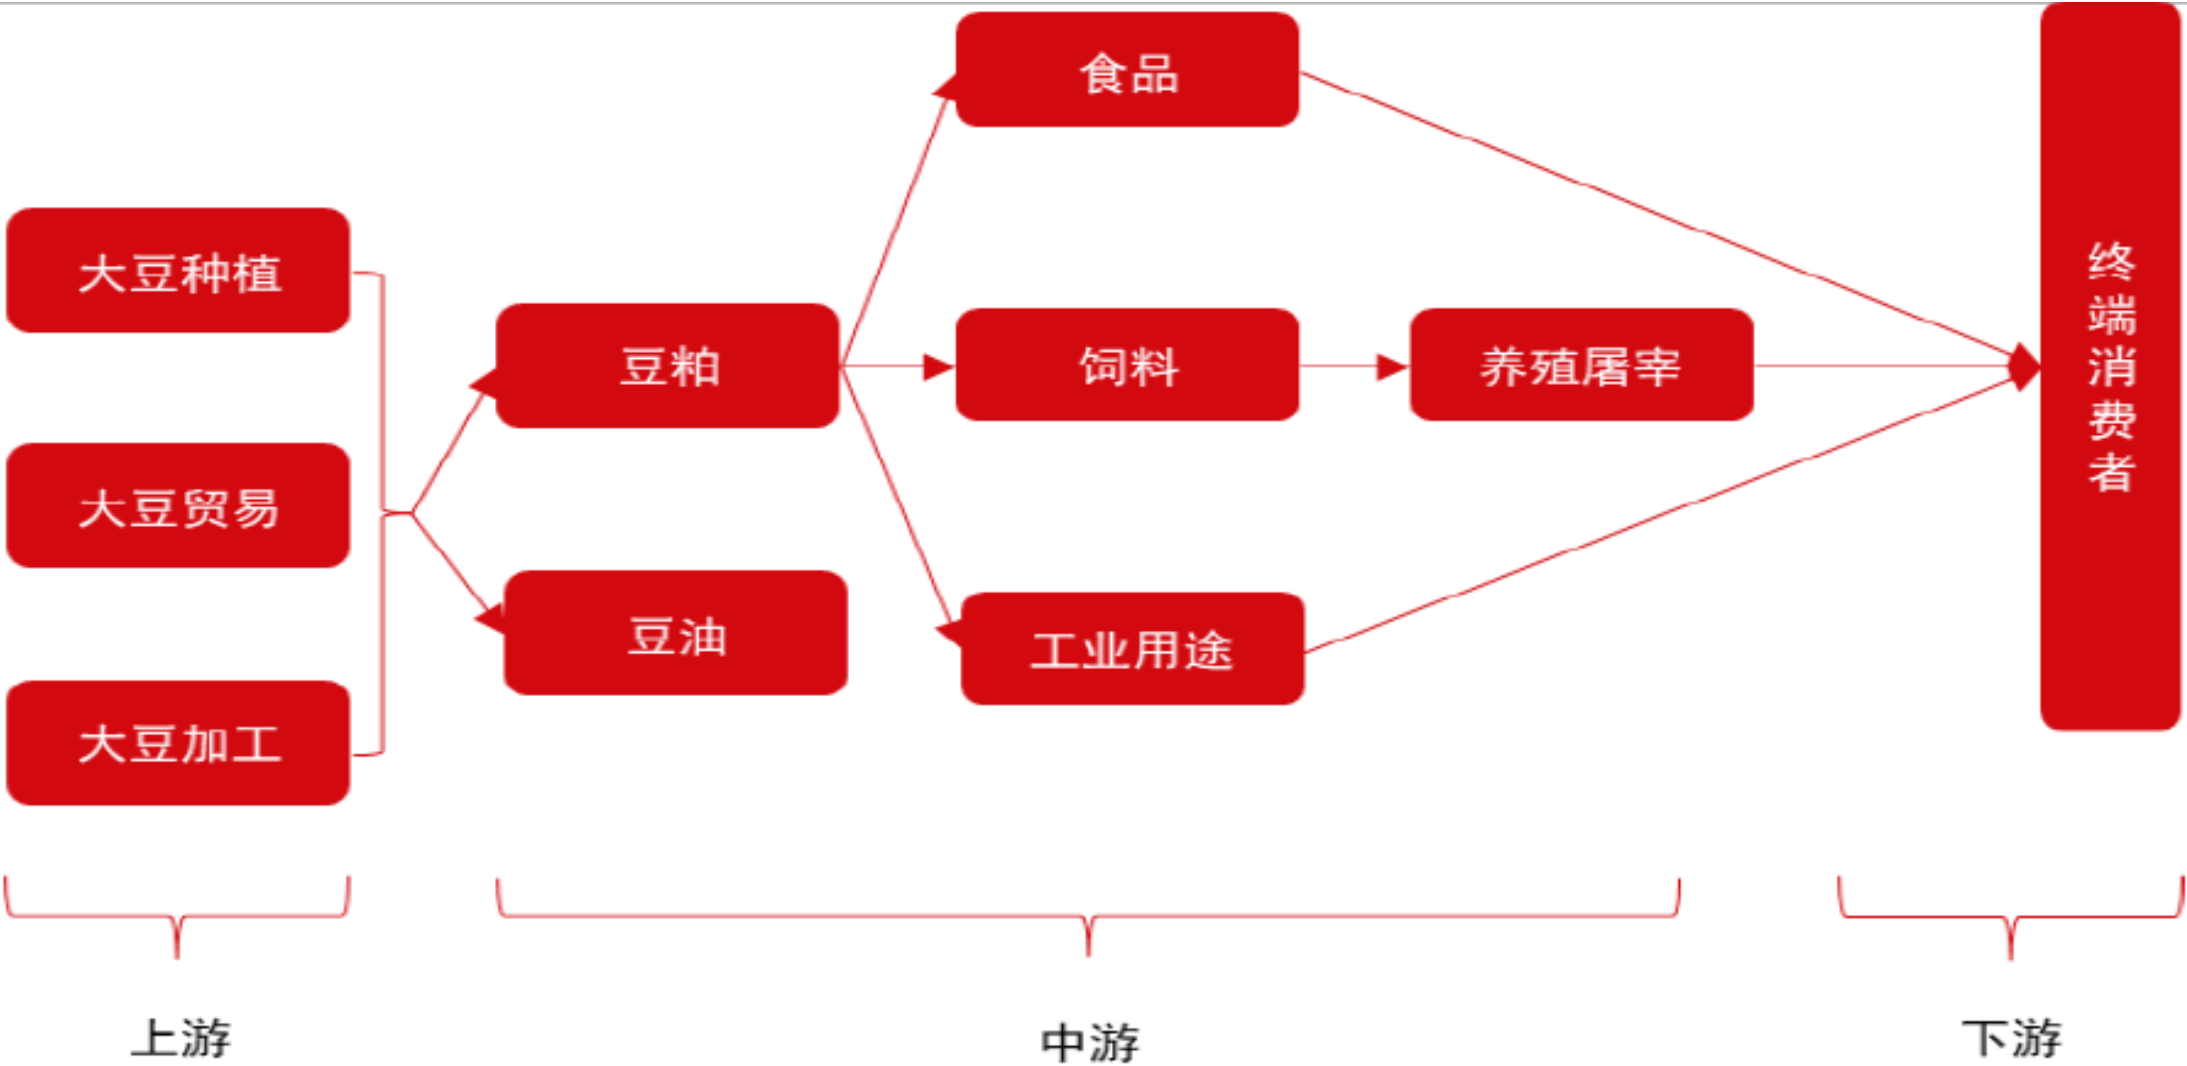 食品
大豆种植
大豆贸易
大豆加工
豆粕
豆油
饲料
养殖屠宰
工业用途
终端消费者
上游
中游
下游